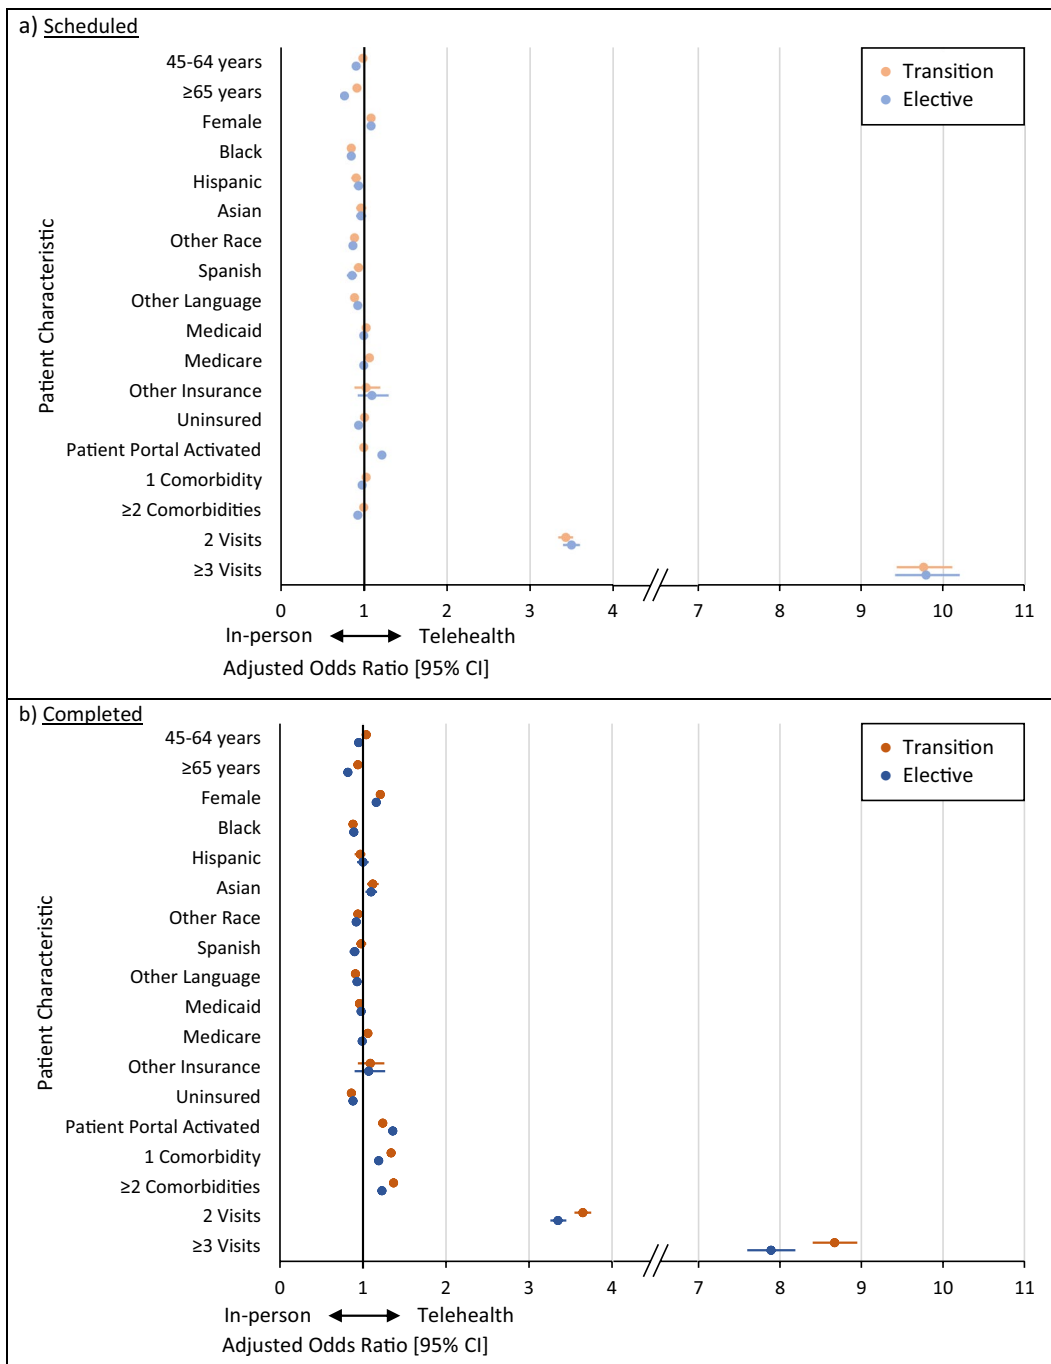 a) Scheduled
Transition
Elective
Patient Characteristic
45-64 years
≥65 years
Female
Black
Hispanic
Asian
Other Race
Spanish
Other Language
Medicaid
Medicare
Other Insurance
Uninsured
Patient Portal Activated
1 Comorbidity
≥2 Comorbidities
2 Visits
≥3 Visits
0 1 2 3 4 7 8 9 10 11
In-person Telehealth
Adjusted Odds Ratio [95% CI]
b) Completed
Transition
Elective
Patient Characteristic
45-64 years
≥65 years
Female
Black
Hispanic
Asian
Other Race
Spanish
Other Language
Medicaid
Medicare
Other Insurance
Uninsured
Patient Portal Activated
1 Comorbidity
≥2 Comorbidities
2 Visits
≥3 Visits
0 1 2 3 4 7 8 9 10 11
In-person Telehealth
Adjusted Odds Ratio [95% CI]